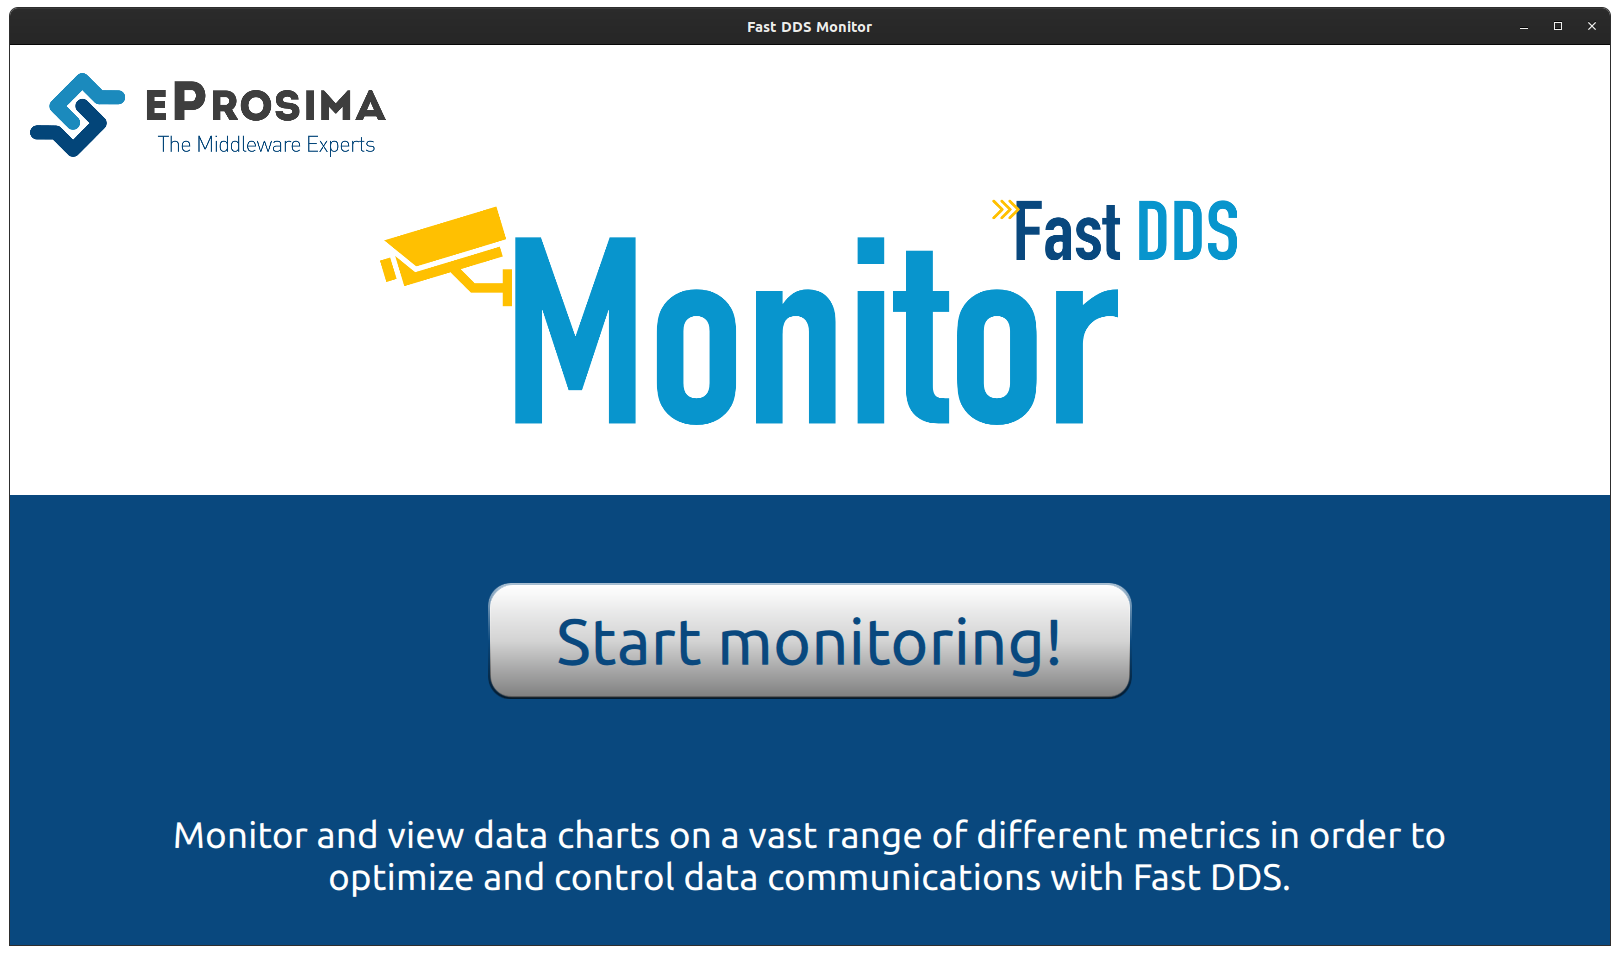 Fast DDS Monitor
ePROSIMA
The Middleware Experts
Fast DDS
Monitor
Start monitoring!
Monitor and view data charts on a vast range of different metrics in order to
optimize and control data communications with Fast DDS.